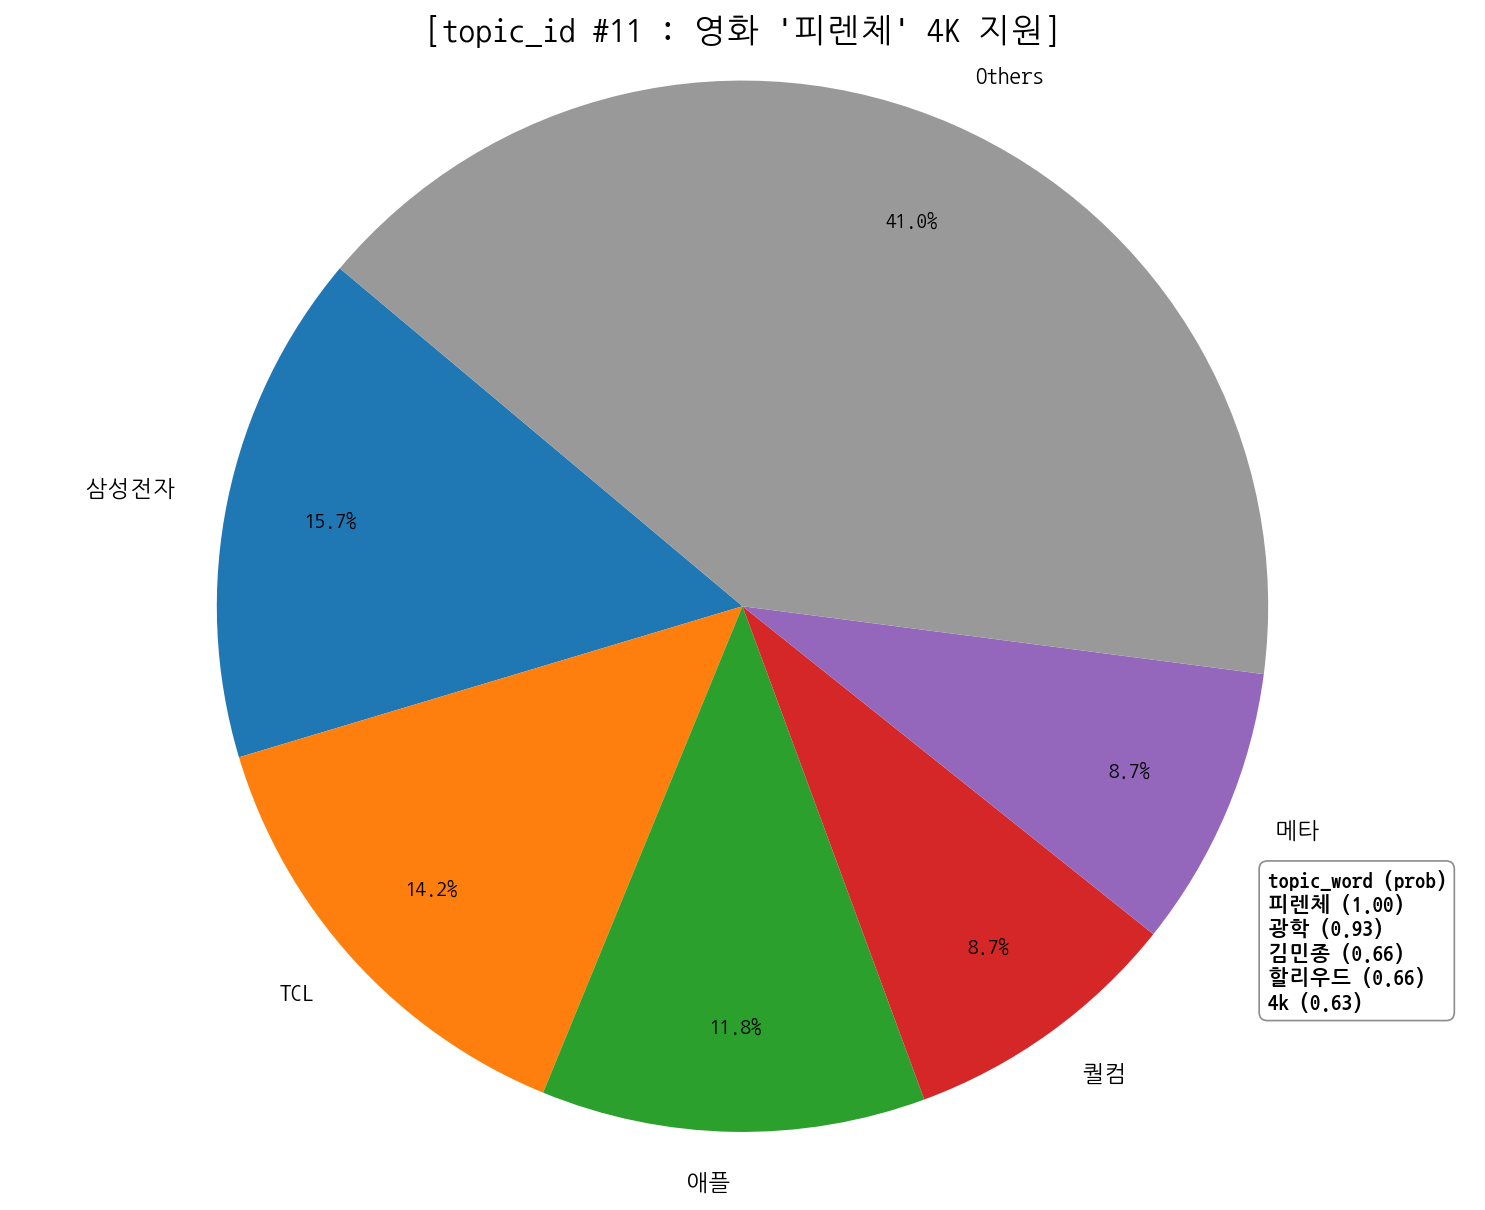 [topic_id #11 : 영화 '피렌체' 4K 지원]
Others
41.0%
삼성전자
15.7%
8.7%
메타
topic_word (prob)
피렌체 (1.00)
광학 (0.93)
김민종 (0.66)
할리우드 (0.66)
4k (0.63)
14.2%
TCL
8.7%
퀄컴
11.8%
애플